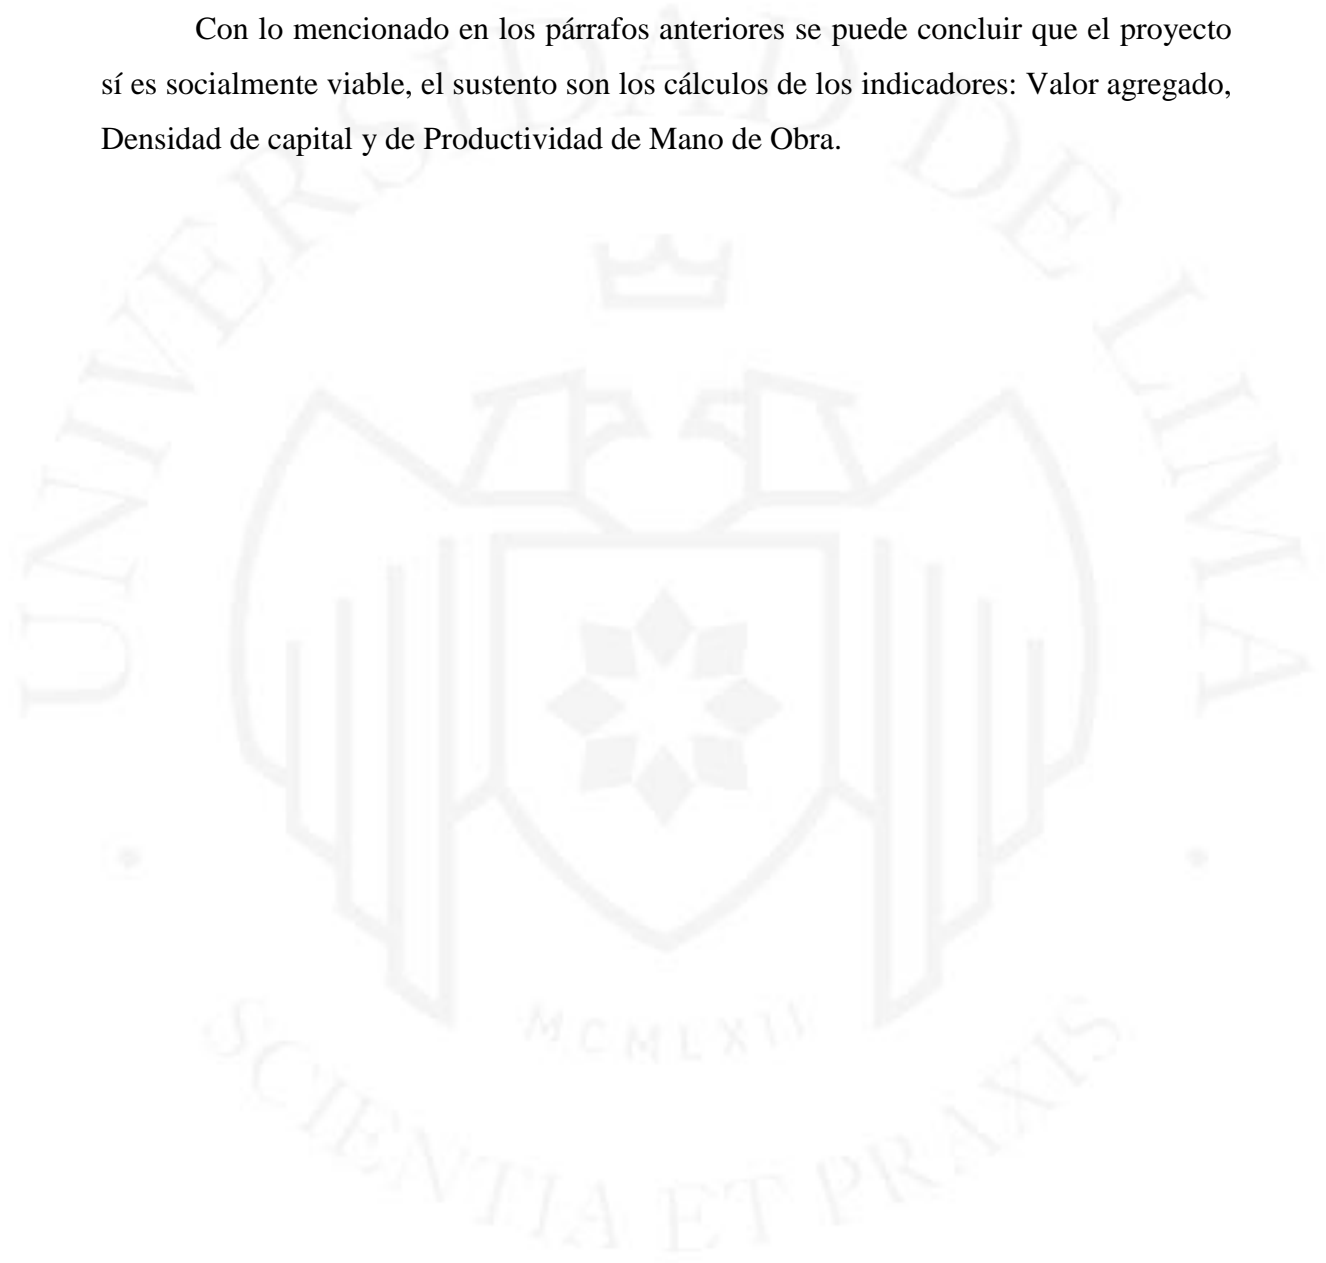 Con lo mencionado en los párrafos anteriores se puede concluir que el proyecto
sí es socialmente viable, el sustento son los cálculos de los indicadores: Valor agregado,
Densidad de capital y de Productividad de Mano de Obra.
UNIVERSIDAD DE LIMA
MCMLXII
SCIENTIA ET PRAXIS